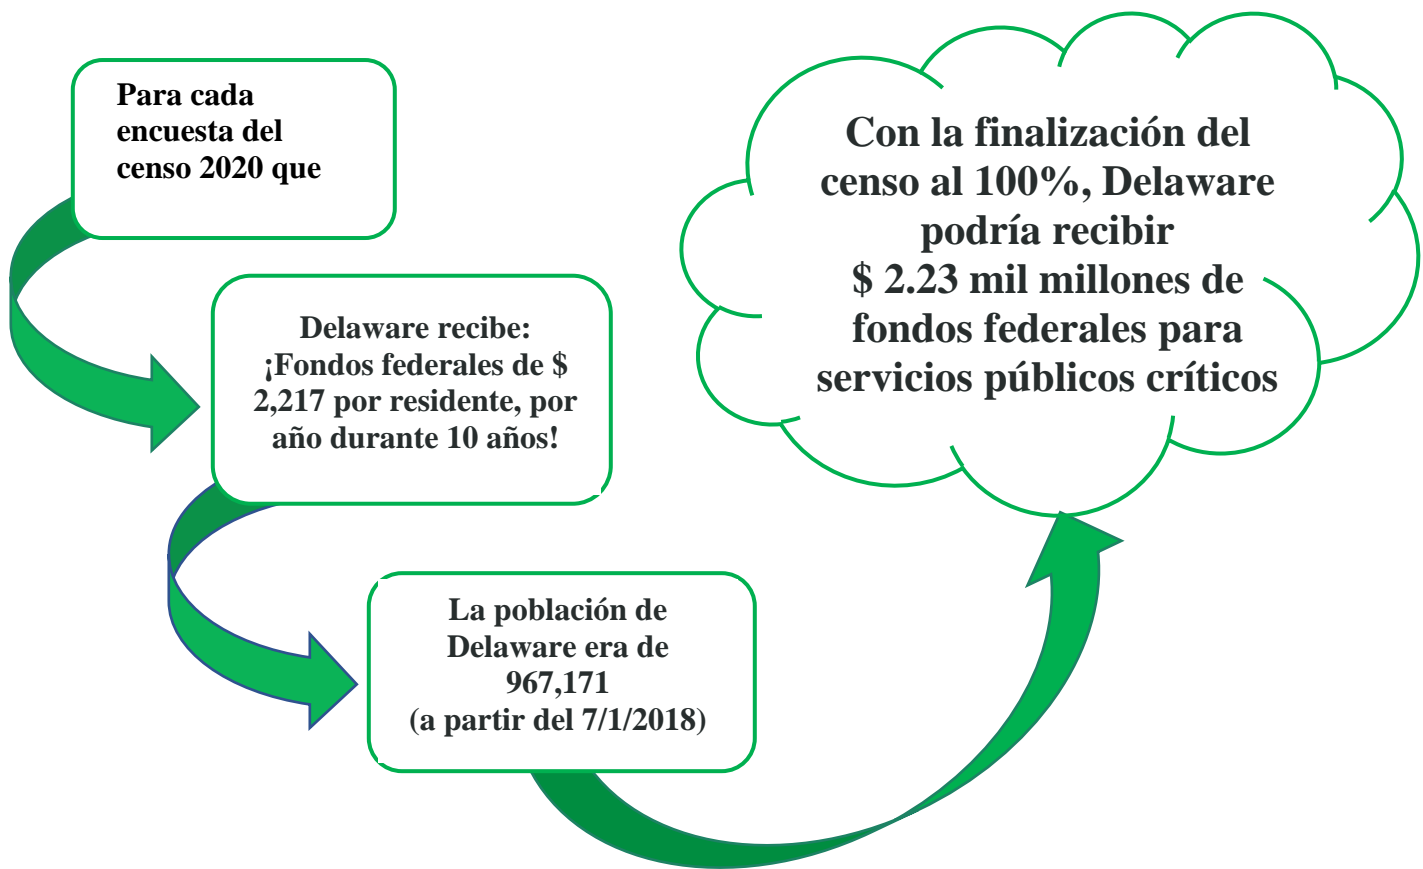 Para cada
encuesta del
censo 2020 que
Delaware recibe:
¡Fondos federales de $
2,217 por residente, por
año durante 10 años!
La población de
Delaware era de
967,171
(a partir del 7/1/2018)
Con la finalización del
censo al 100%, Delaware
podría recibir
$ 2.23 mil millones de
fondos federales para
servicios públicos críticos